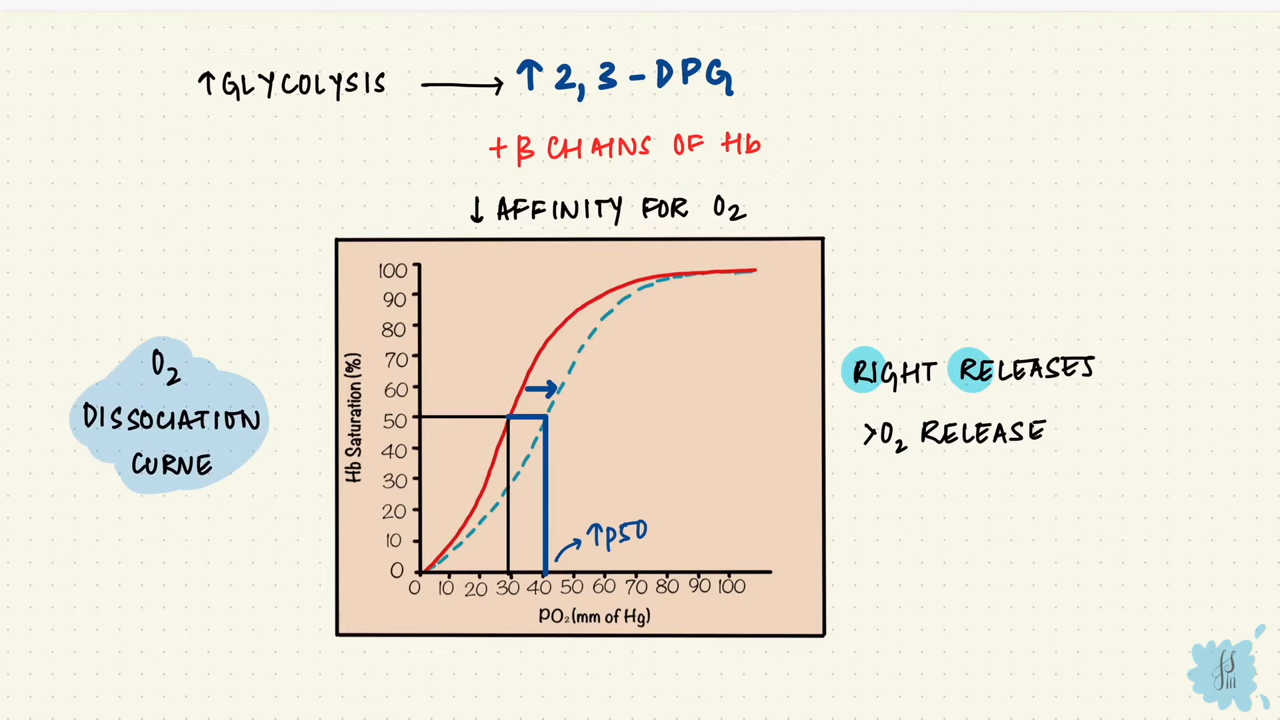 ↑GLYCOLYSIS → ↑ 2, 3 - DPG
+ β CHAINS OF Hb
↓ AFFINITY FOR O₂
O₂
DISSOCIATION
CURNE
Hb Saturation (%)
100
90
80
70
60
50
40
30
20
10
0
0 10 20 30 40 50 60 70 80 90 100
PO₂ (mm of Hg)
↑p50
RIGHT RELEASES
>O₂ RELEASE